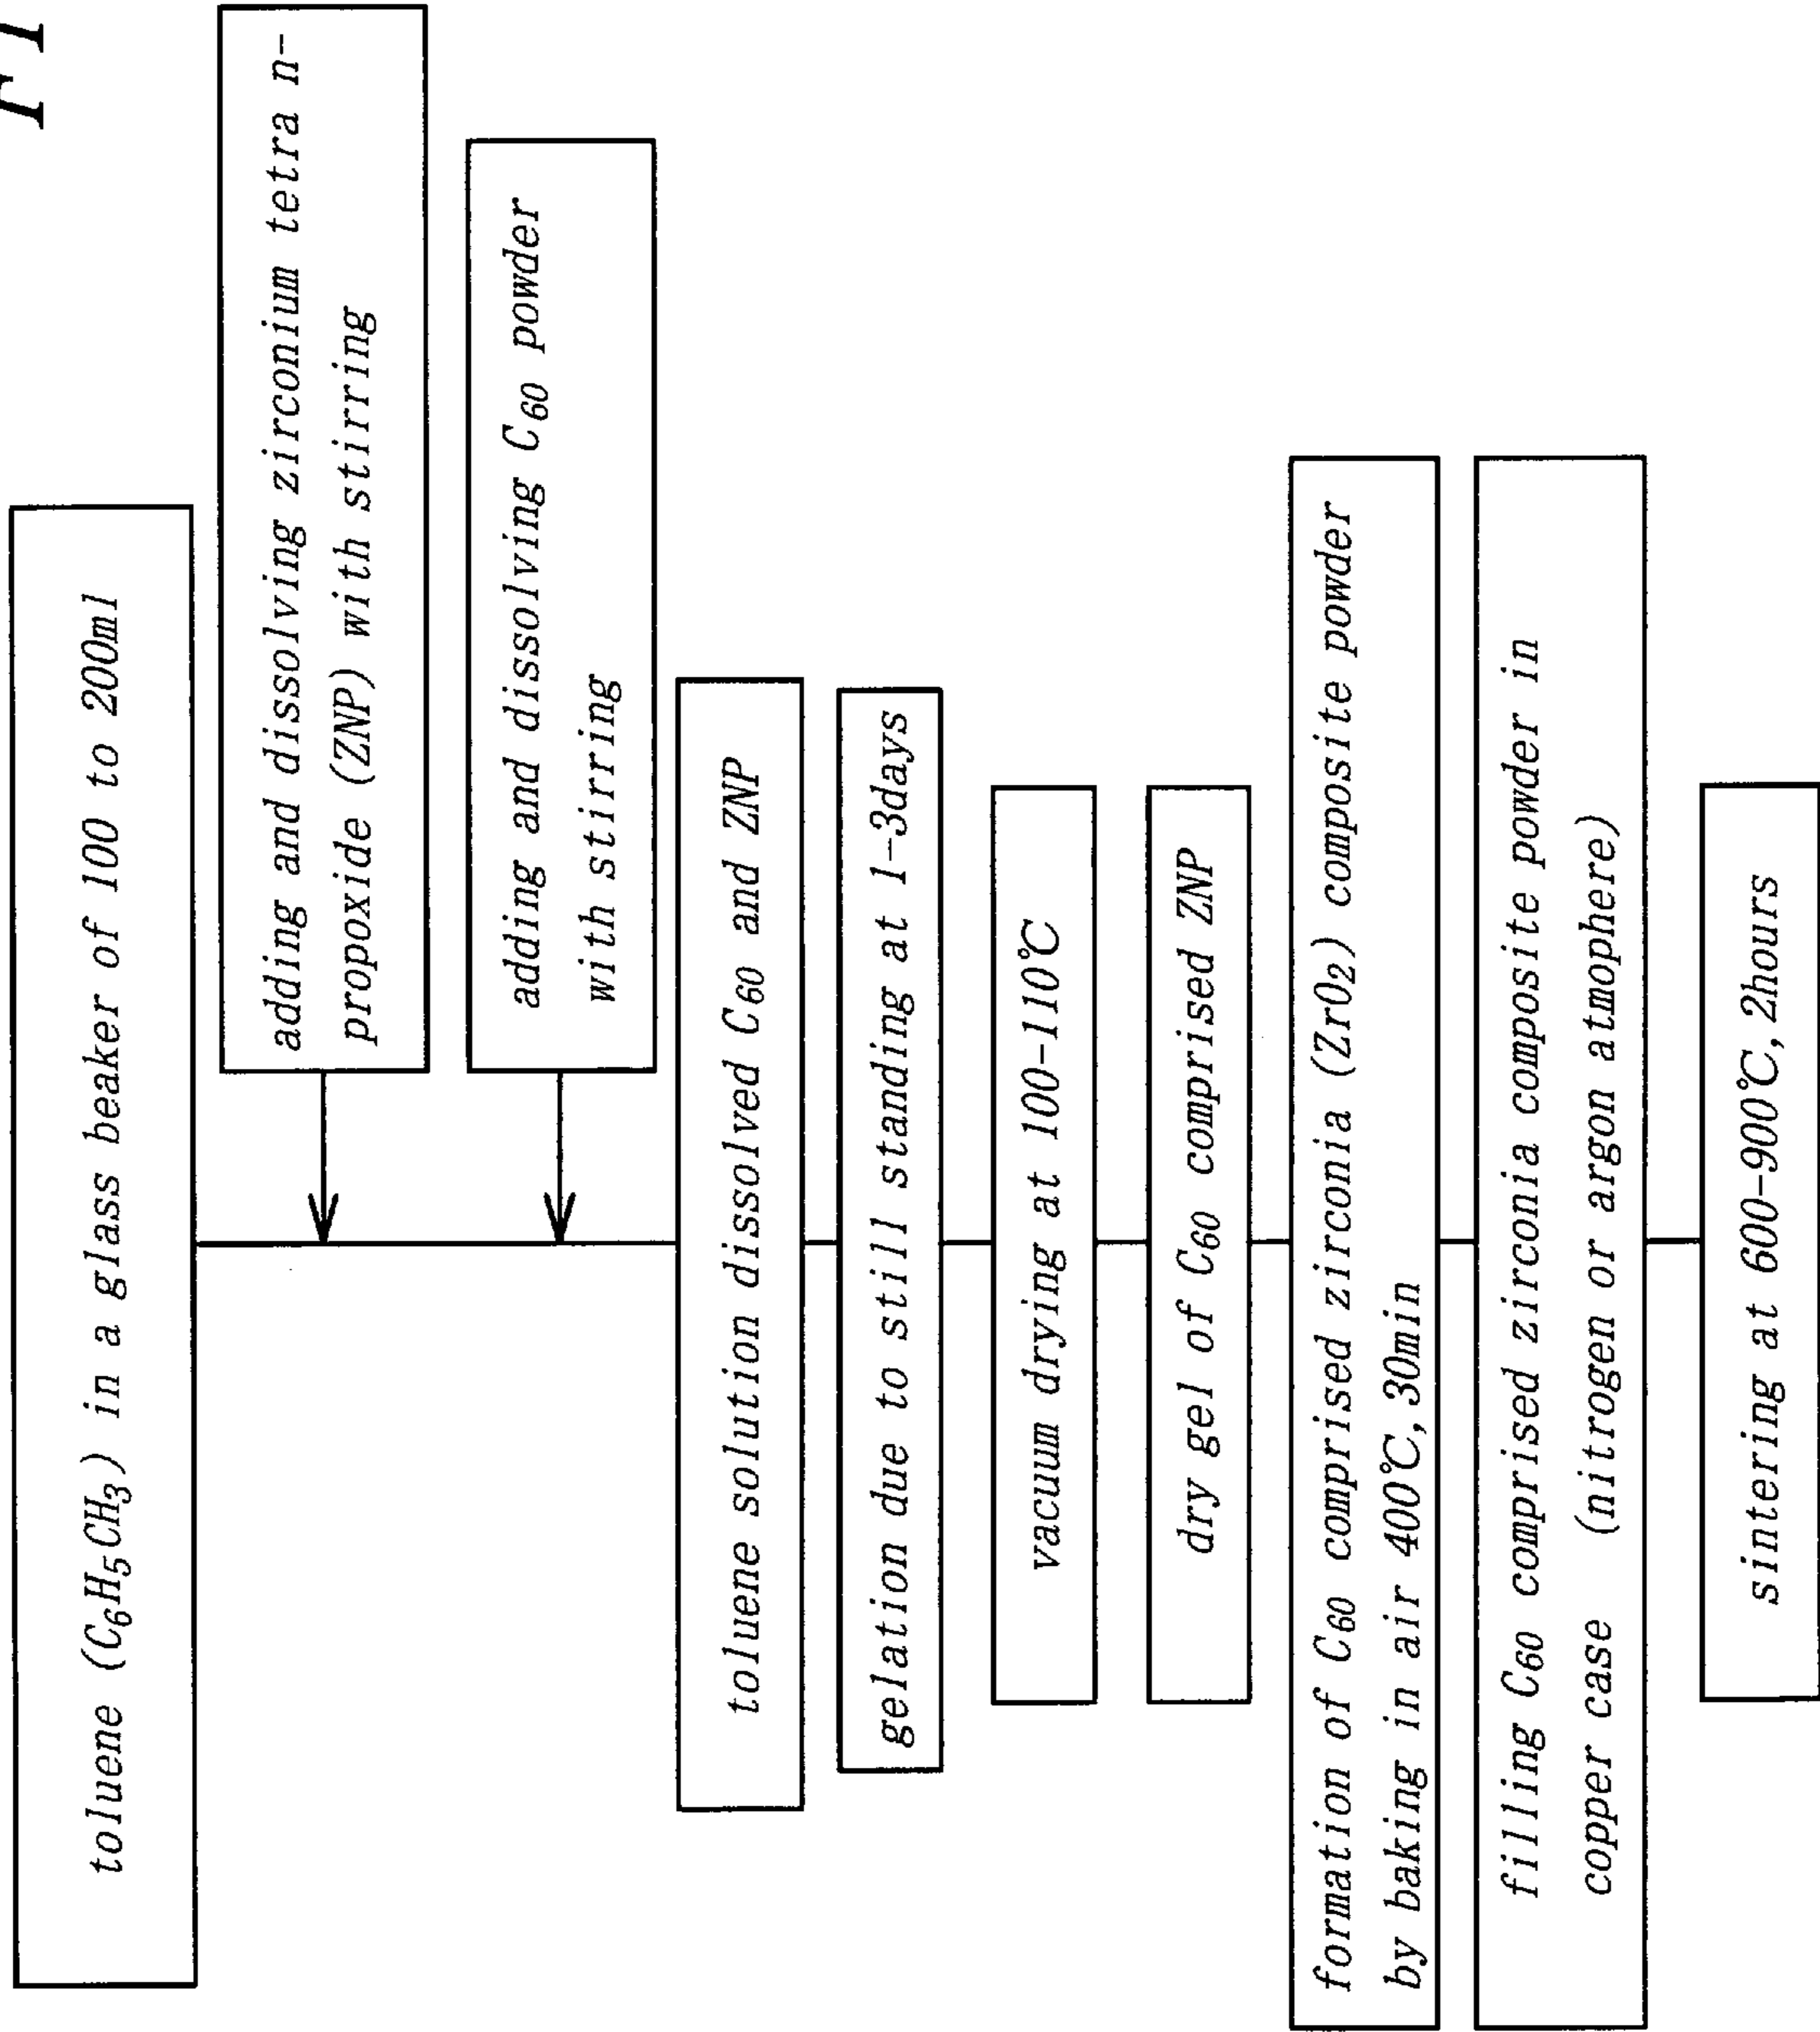 toluene (C₆H₅CH₃) in a glass beaker of 100 to 200ml
adding and dissolving zirconium tetra n-
propoxide (ZNP) with stirring
adding and dissolving C₆₀ powder
with stirring
toluene solution dissolved C₆₀ and ZNP
gelation due to still standing at 1-3days
vacuum drying at 100-110℃
dry gel of C₆₀ comprised ZNP
formation of C₆₀ comprised zirconia (ZrO₂) composite powder
by baking in air 400℃, 30min
filling C₆₀ comprised zirconia composite powder in
copper case (nitrogen or argon atmophere)
sintering at 600-900℃, 2hours